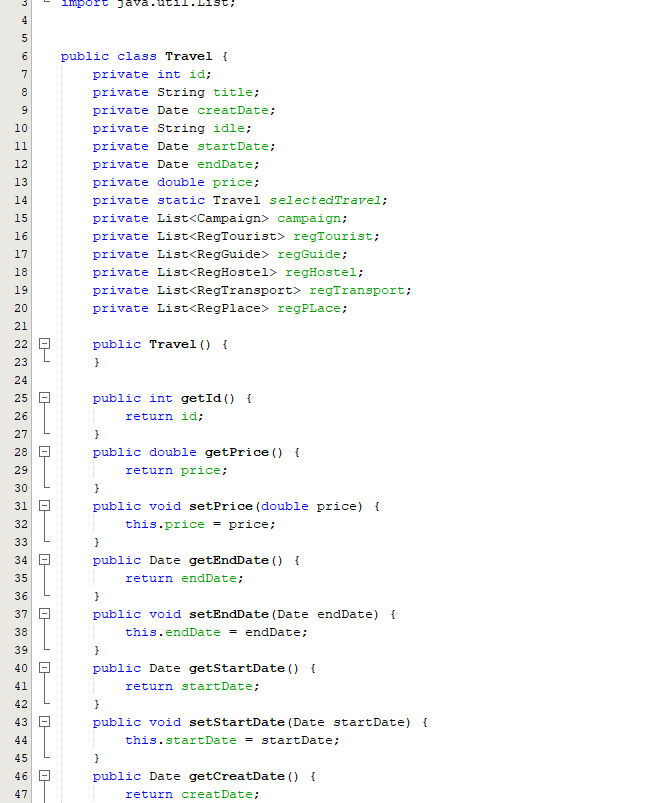 3 import java.util.List;
4
5
6 public class Travel {
7 private int id;
8 private String title;
9 private Date creatDate;
10 private String idle;
11 private Date startDate;
12 private Date endDate;
13 private double price;
14 private static Travel selectedTravel;
15 private List<Campaign> campaign;
16 private List<RegTourist> regTourist;
17 private List<RegGuide> regGuide;
18 private List<RegHostel> regHostel;
19 private List<RegTransport> regTransport;
20 private List<RegPlace> regPLace;
21
22 public Travel() {
23 }
24
25 public int getId() {
26 return id;
27 }
28 public double getPrice() {
29 return price;
30 }
31 public void setPrice(double price) {
32 this.price = price;
33 }
34 public Date getEndDate() {
35 return endDate;
36 }
37 public void setEndDate(Date endDate) {
38 this.endDate = endDate;
39 }
40 public Date getStartDate() {
41 return startDate;
42 }
43 public void setStartDate(Date startDate) {
44 this.startDate = startDate;
45 }
46 public Date getCreatDate() {
47 return creatDate;